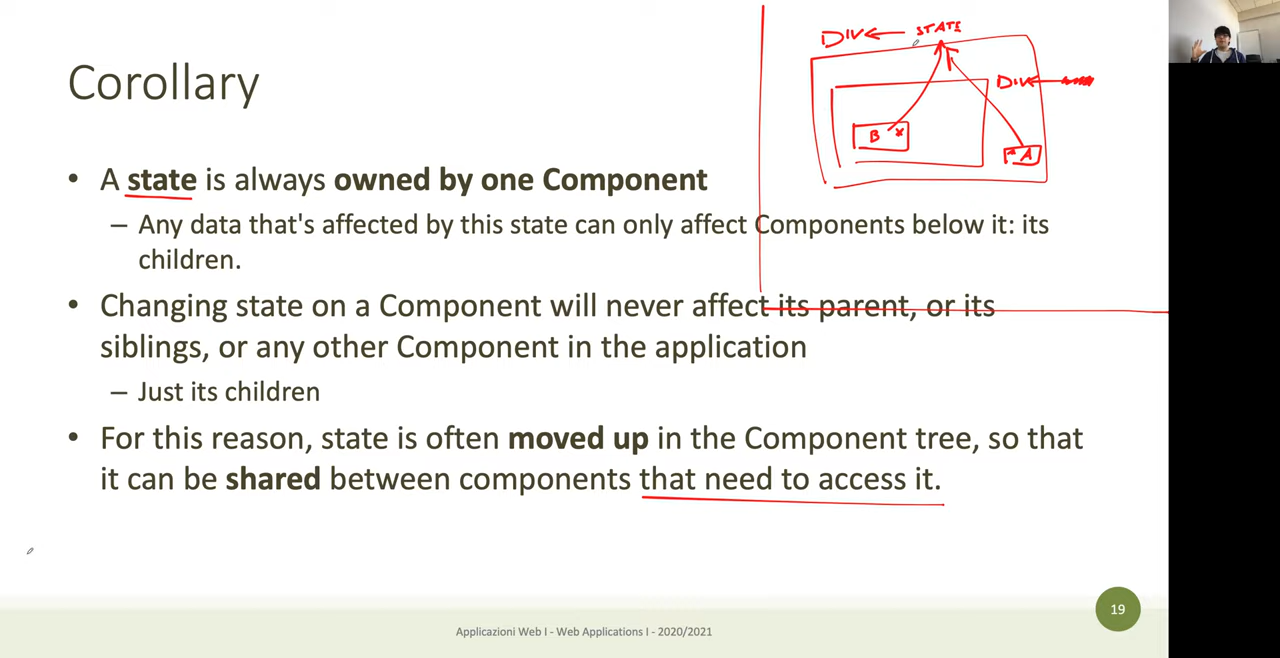 DIV STATE
DIV
B x
A
Corollary
• A state is always owned by one Component
– Any data that's affected by this state can only affect Components below it: its
children.
• Changing state on a Component will never affect its parent, or its
siblings, or any other Component in the application
– Just its children
• For this reason, state is often moved up in the Component tree, so that
it can be shared between components that need to access it.
19
Applicazioni Web I - Web Applications I - 2020/2021